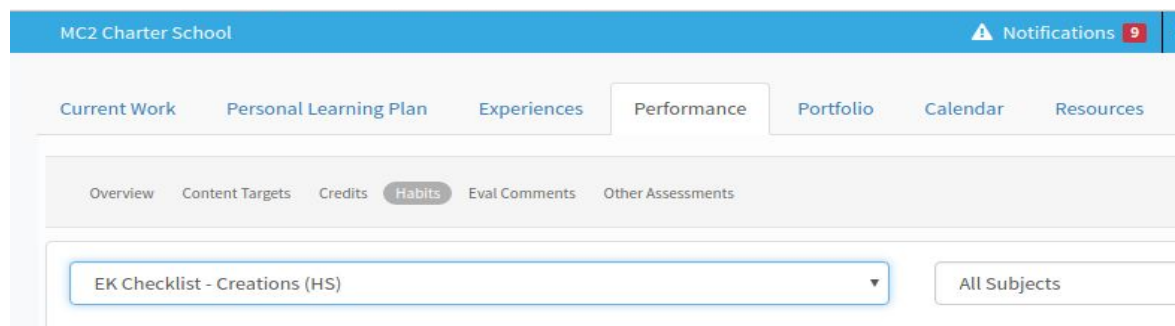 MC2 Charter School Notifications 9
Current Work Personal Learning Plan Experiences Performance Portfolio Calendar Resources
Overview Content Targets Credits Habits Eval Comments Other Assessments
EK Checklist - Creations (HS) All Subjects